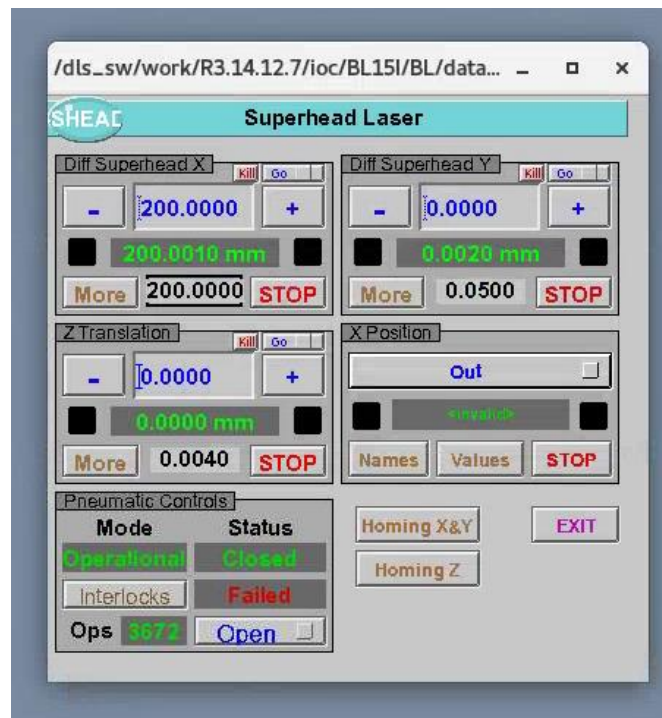 /dls_sw/work/R3.14.12.7/ioc/BL15I/BL/data...
SHEAD
Superhead Laser
Diff Superhead X
Kill Go
- 200.0000 +
200.0010 mm
More 200.0000 STOP
Diff Superhead Y
Kill Go
- 0.0000 +
0.0020 mm
More 0.0500 STOP
Z Translation
Kill Go
- 0.0000 +
0.0000 mm
More 0.0040 STOP
X Position
Out
<invalid>
Names Values STOP
Pneumatic Controls
Mode Status
Operational Closed
Interlocks Failed
Ops 3672 Open
Homing X&Y EXIT
Homing Z